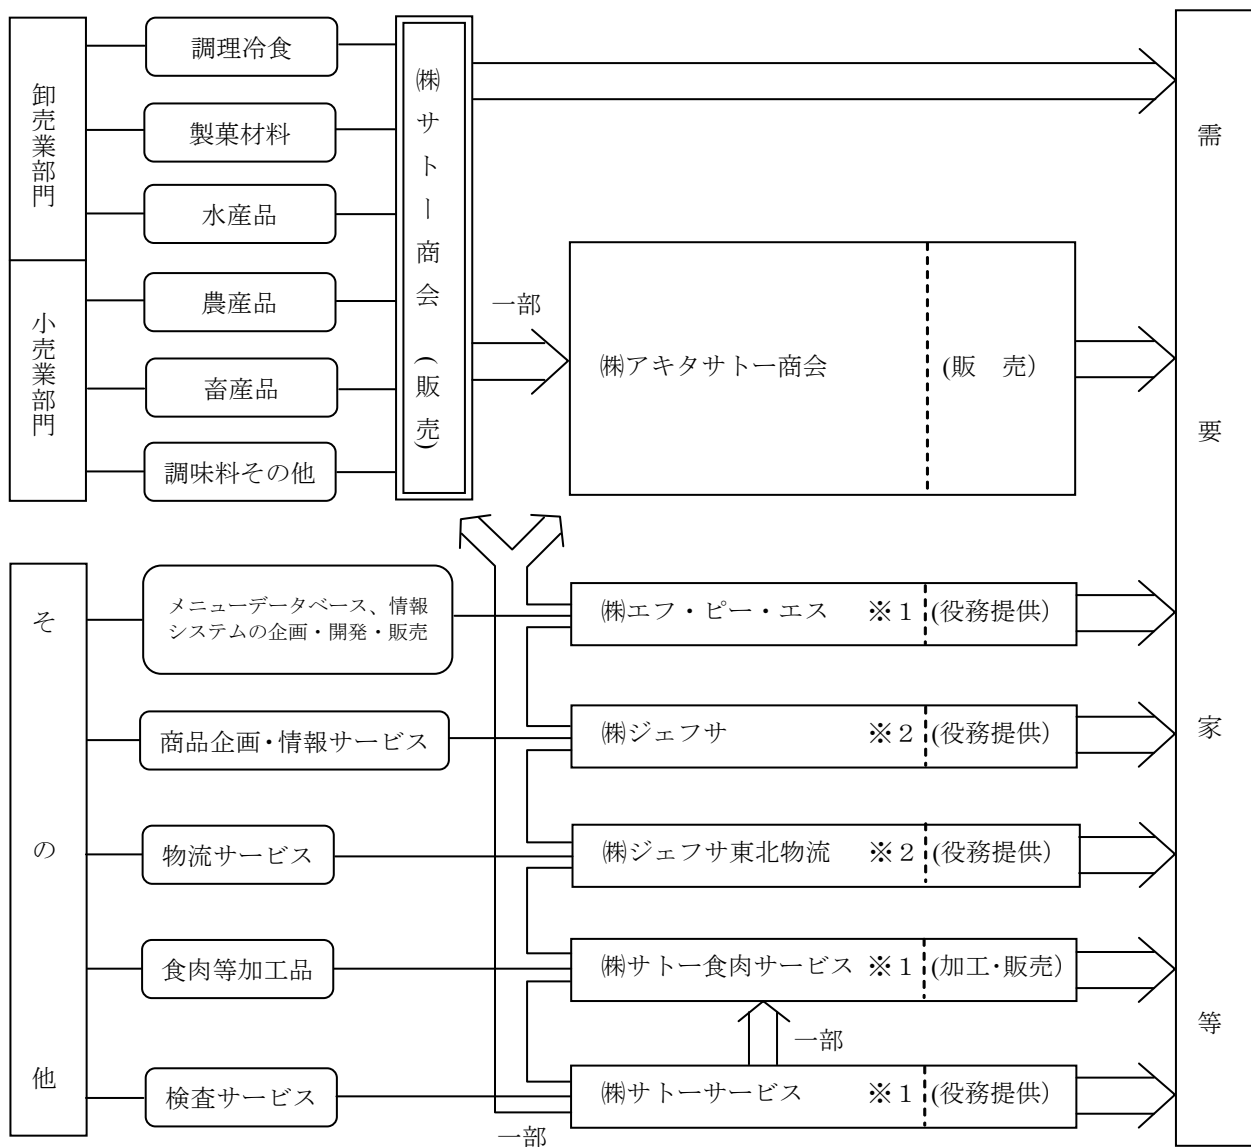 卸売業部門
小売業部門
調理冷食
製菓材料
水産品
農産品
畜産品
調味料その他
㈱サトー商会 (販売)
一部
㈱アキタサトー商会 (販 売)
需要家等
その他
メニューデータベース、情報
システムの企画・開発・販売
㈱エフ・ピー・エス ※1 (役務提供)
商品企画・情報サービス
㈱ジェフサ ※2 (役務提供)
物流サービス
㈱ジェフサ東北物流 ※2 (役務提供)
食肉等加工品
㈱サトー食肉サービス ※1 (加工・販売)
一部
検査サービス
㈱サトーサービス ※1 (役務提供)
一部